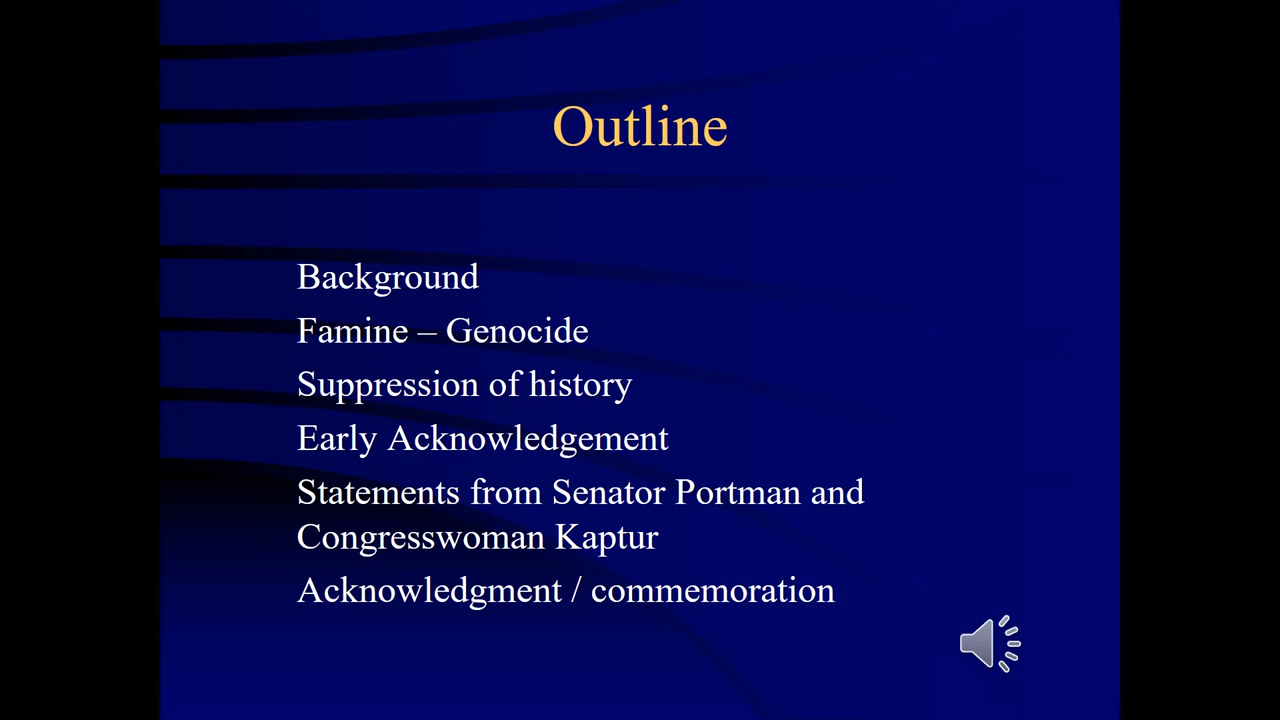 Outline
Background
Famine – Genocide
Suppression of history
Early Acknowledgement
Statements from Senator Portman and
Congresswoman Kaptur
Acknowledgment / commemoration